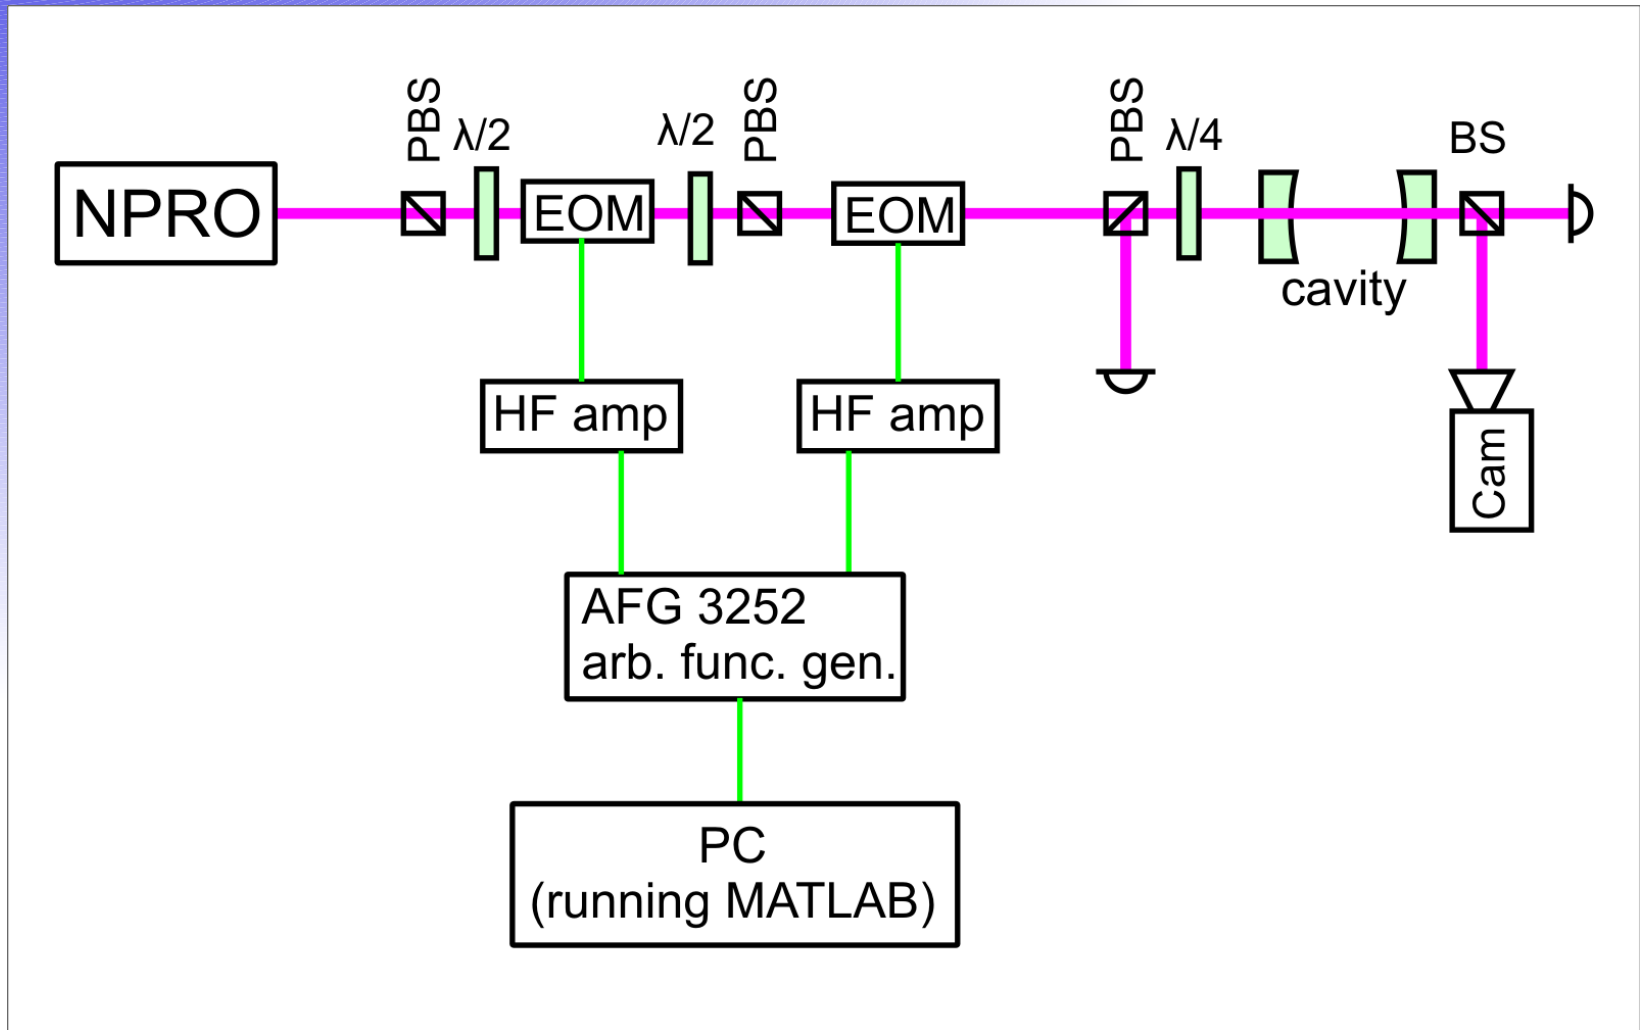 PBS
λ/2
λ/2
PBS
PBS
λ/4
BS
NPRO
EOM
EOM
cavity
HF amp
HF amp
Cam
AFG 3252
arb. func. gen.
PC
(running MATLAB)